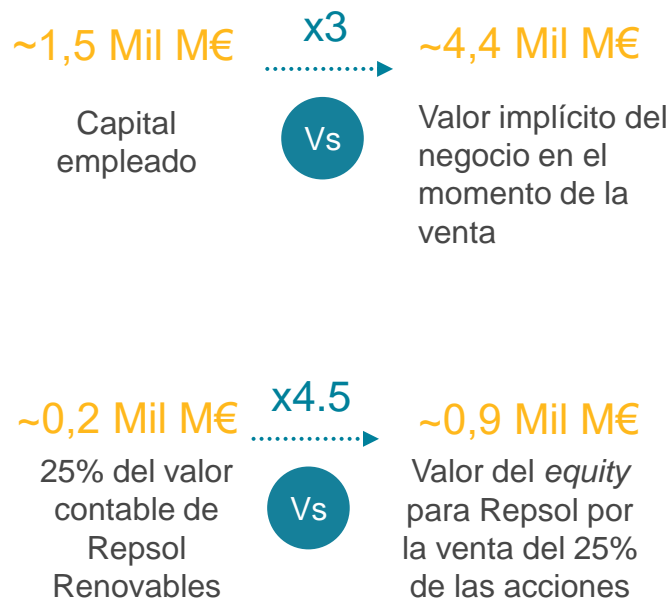 ~1,5 Mil M€
x3
~4,4 Mil M€
Capital
empleado
Vs
Valor implícito del
negocio en el
momento de la
venta
~0,2 Mil M€
x4.5
~0,9 Mil M€
25% del valor
contable de
Repsol
Renovables
Vs
Valor del equity
para Repsol por
la venta del 25%
de las acciones